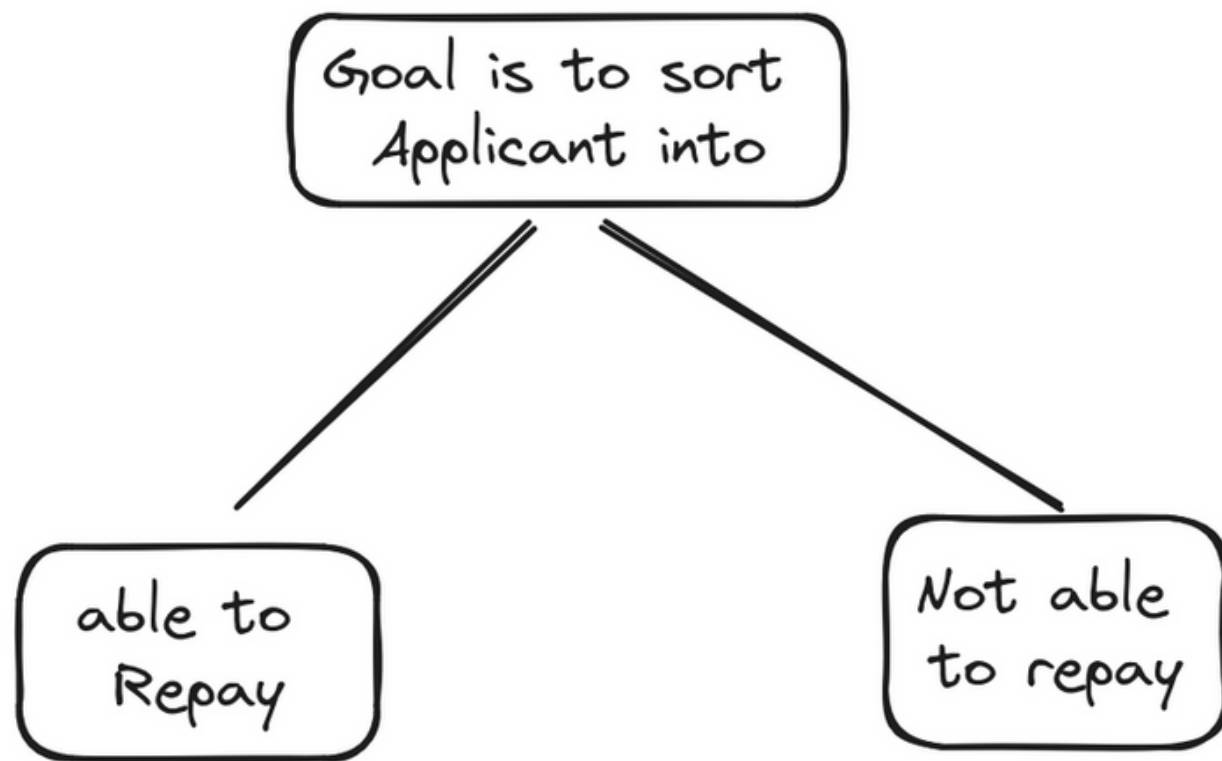 Goal is to sort
Applicant into
able to
Repay
Not able
to repay